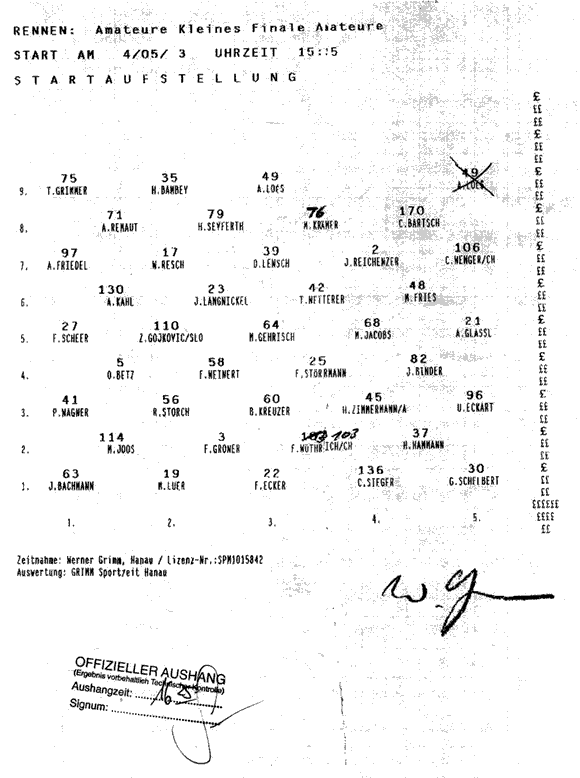 RENNEN: Amateure Kleines Finale Amateure
START AM 4/05/ 3 UHRZEIT 15::5
STARTAUFSTELLUNG
75 35 49 49
9. T.GRIMMER H.BAMBEY A.LOES A.LOES
71 79 76 170
8. A.REMAUT H.SEYFERTH M.KRAMER C.BARTSCH
97 17 39 2 106
7. A.FRIEDEL W.RESCH D.LENSCH J.REICHENZER C.WENGER/CH
130 23 42 48
6. A.KAHL J.LANGNICKEL T.NETTERER M.FRIES
27 110 64 68 21
5. F.SCHEER Z.GOJKOVIC/SLO M.GEHRISCH M.JACOBS A.GLASSL
5 58 25 82
4. O.BETZ F.WEINERT F.STORRMANN J.BINDER
41 56 60 45 96
3. P.WAGNER R.STORCH B.KREUZER H.ZIMMERMANN/A U.ECKART
114 3 103 37
2. M.JOOS F.GRONER F.WUTHRICH/CH H.HAMMANN
63 19 22 136 30
1. J.BACHMANN M.LUER F.ECKER C.STEGER G.SCHEIBERT
1. 2. 3. 4. 5.
Zeitnahme: Werner Grimm, Hanau / Lizenz-Nr.:SPM1015842
Auswertung: GRIMM Sportzeit Hanau
OFFIZIELLER AUSHANG
(Ergebnis vorbehaltlich Technischer Kontrolle)
Aushangzeit: 16 25
Signum: